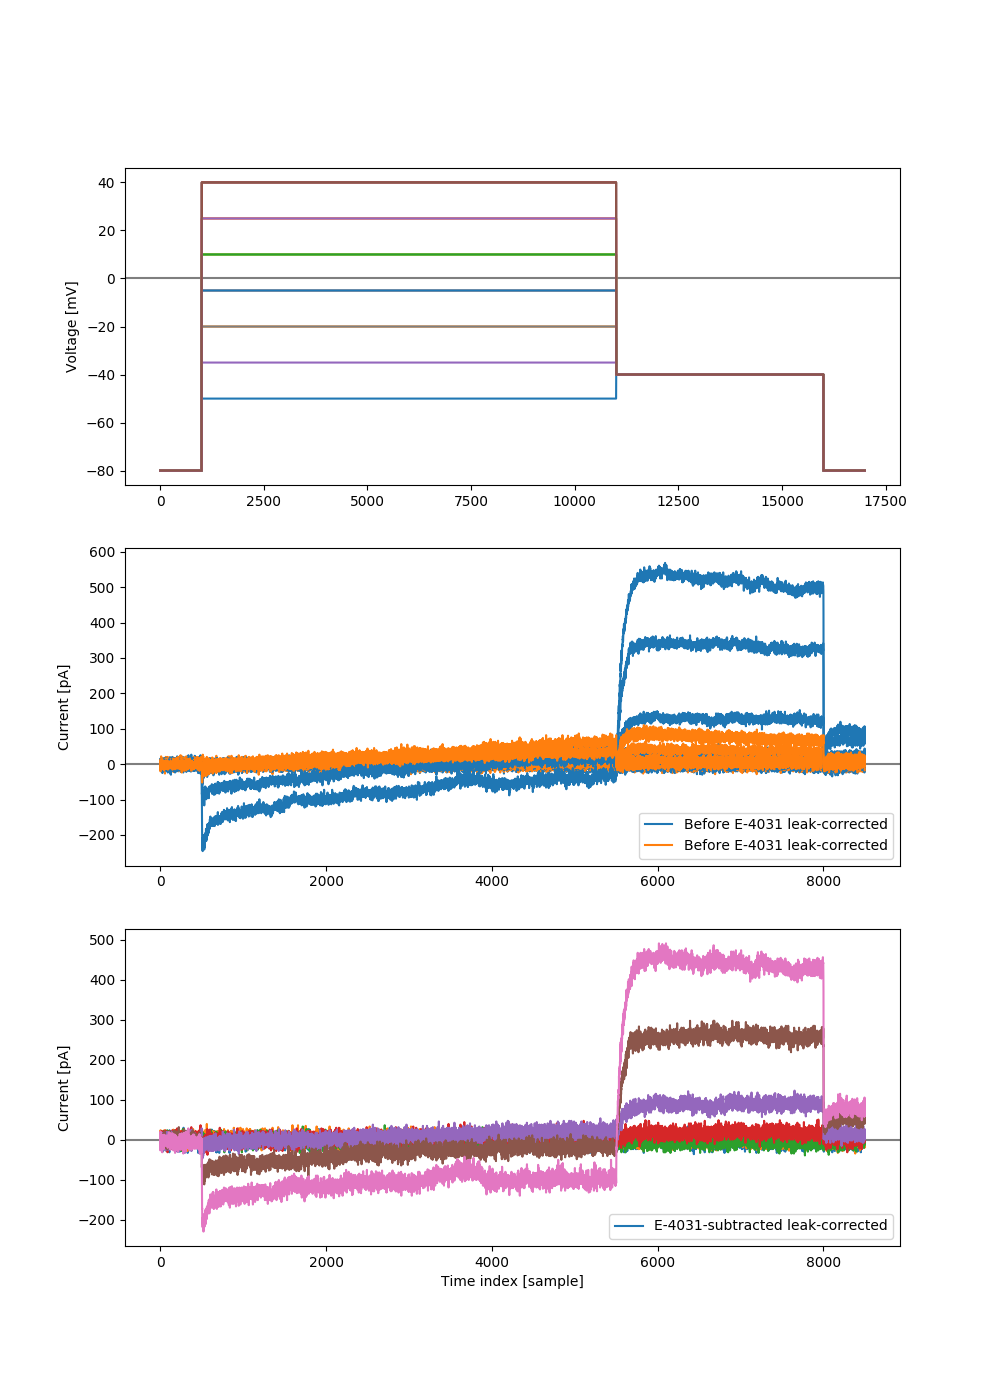 40
20
0
−20
−40
−60
−80
Voltage [mV]
0 2500 5000 7500 10000 12500 15000 17500
600
500
400
300
200
100
0
−100
−200
Current [pA]
Before E-4031 leak-corrected
Before E-4031 leak-corrected
0 2000 4000 6000 8000
500
400
300
200
100
0
−100
−200
Current [pA]
E-4031-subtracted leak-corrected
0 2000 4000 6000 8000
Time index [sample]